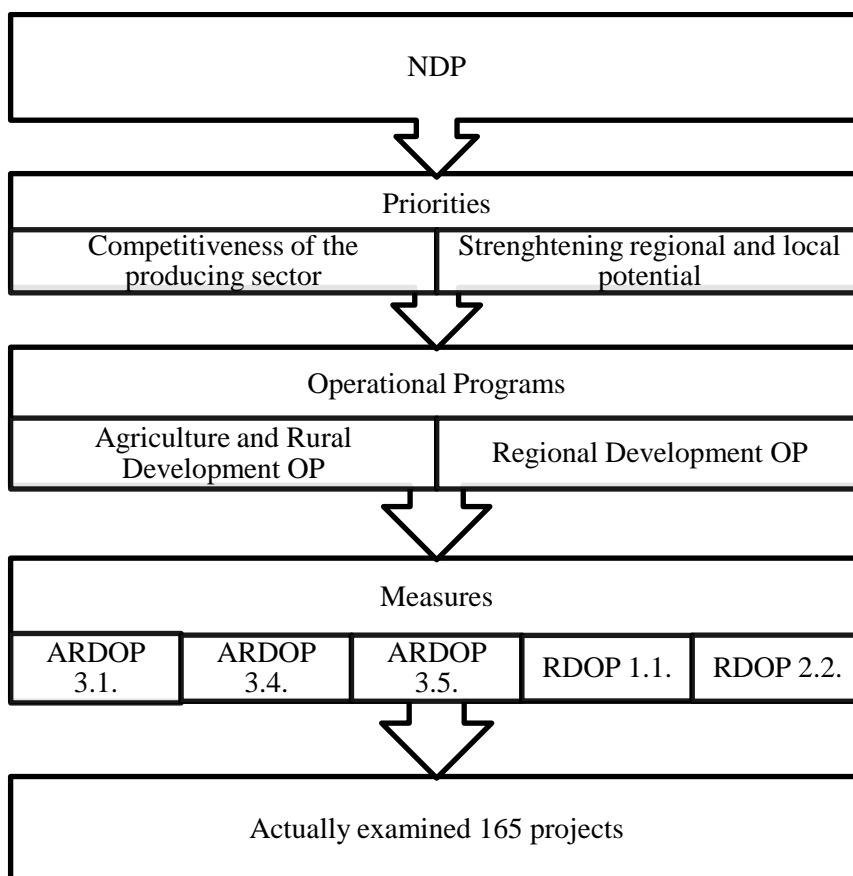 NDP
Priorities
Competitiveness of the
producing sector
Strenghtening regional and local
potential
Operational Programs
Agriculture and Rural
Development OP
Regional Development OP
Measures
ARDOP
3.1.
ARDOP
3.4.
ARDOP
3.5.
RDOP 1.1.
RDOP 2.2.
Actually examined 165 projects